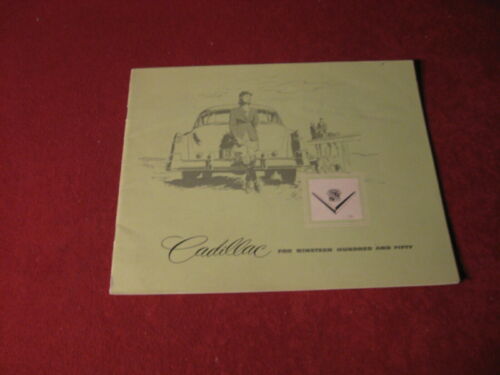 Cadillac FOR NINETEEN HUNDRED AND FIFTY